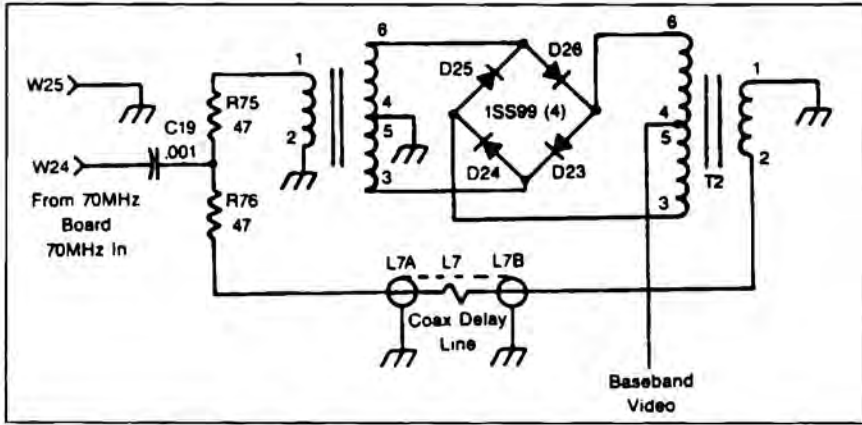 W25
W24
From 70MHz
Board
70MHz In
C19
.001
R75
47
R76
47
1
2
6
4
5
3
D25
D26
1SS99 (4)
D24
D23
6
4
5
3
T2
1
2
L7A
L7
L7B
Coax Delay
Line
Baseband
Video